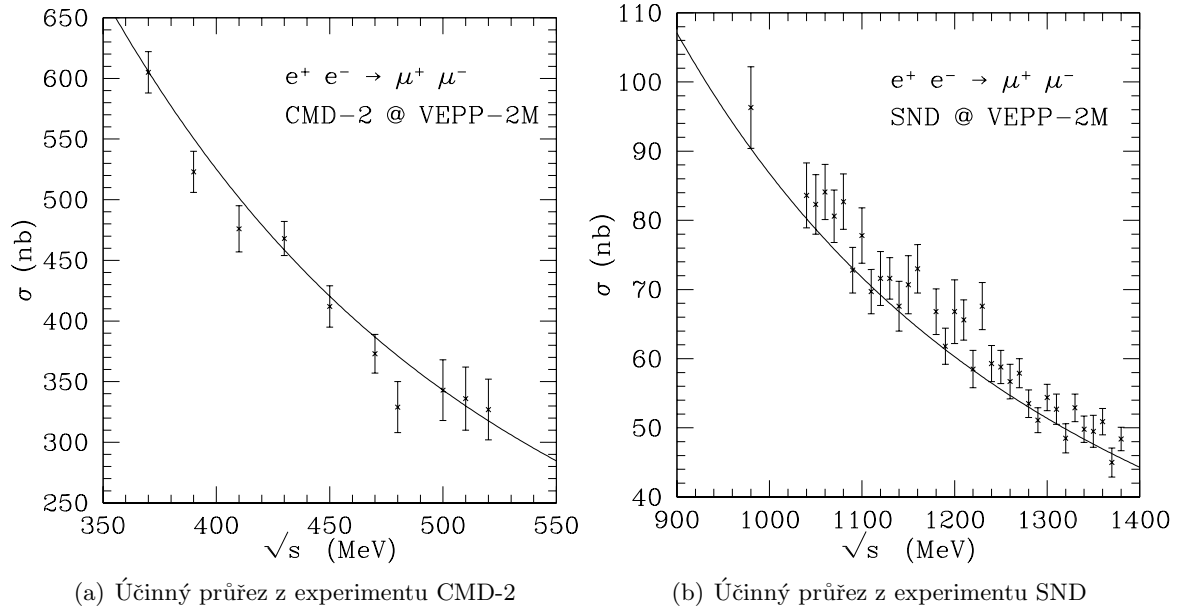 650
600
550
500
450
400
350
300
250
σ (nb)
e⁺ e⁻ → μ⁺ μ⁻
CMD-2 @ VEPP-2M
350 400 450 500 550
√s (MeV)
(a) Účinný průřez z experimentu CMD-2
110
100
90
80
70
60
50
40
σ (nb)
e⁺ e⁻ → μ⁺ μ⁻
SND @ VEPP-2M
900 1000 1100 1200 1300 1400
√s (MeV)
(b) Účinný průřez z experimentu SND